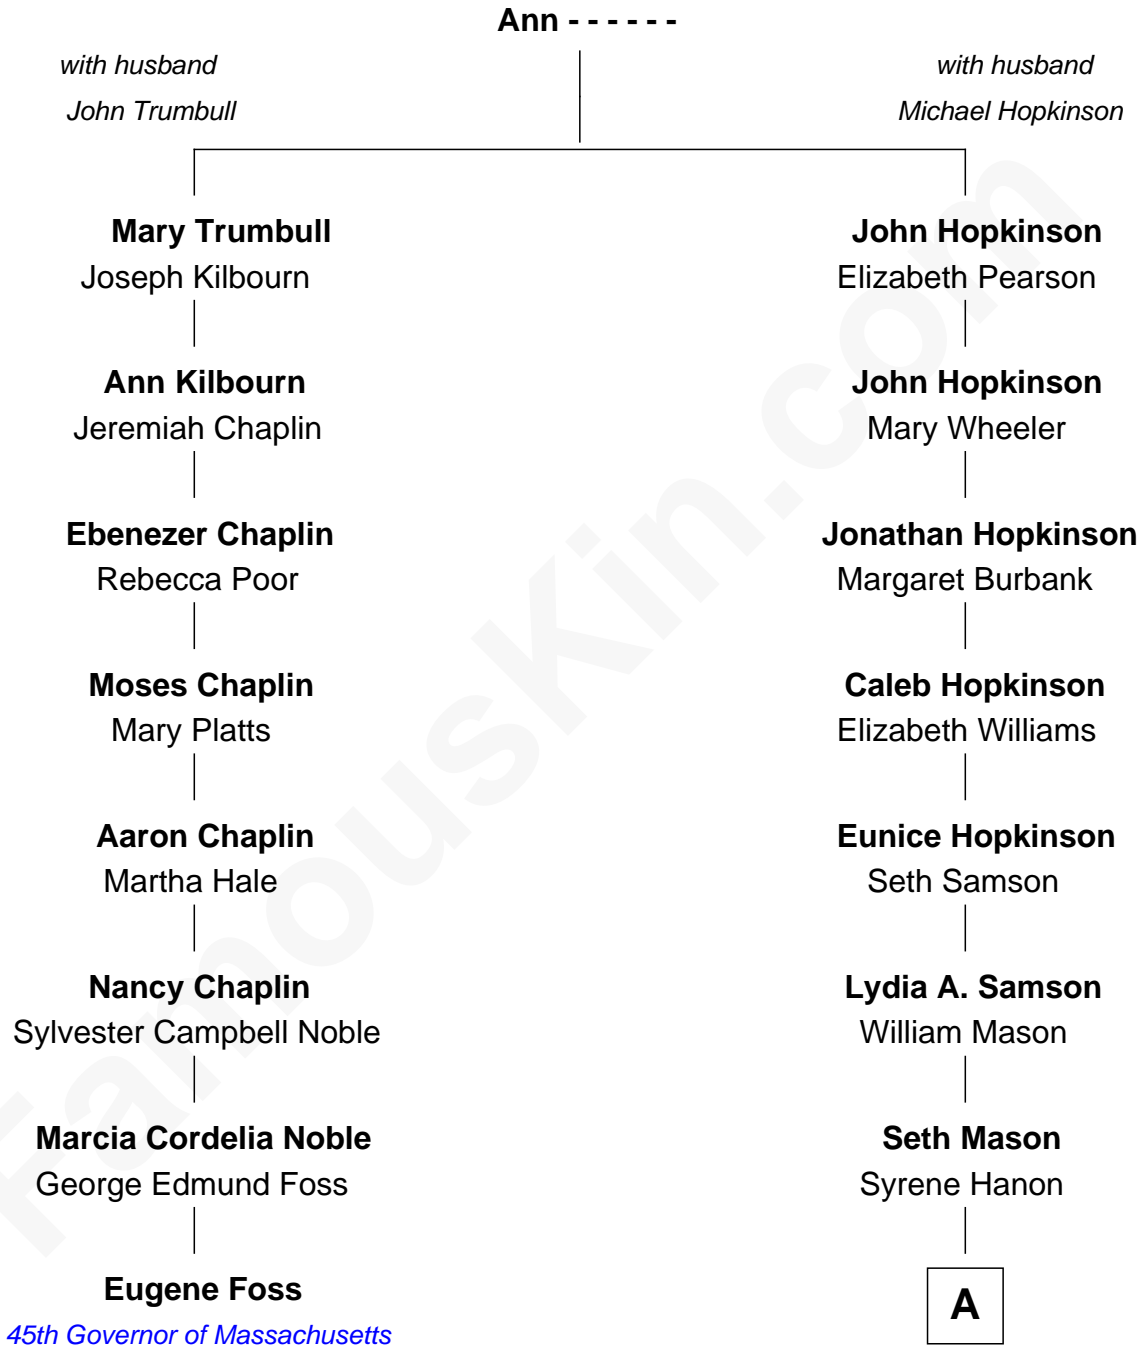 Ann - - - - - -
with husband
John Trumbull
with husband
Michael Hopkinson
Mary Trumbull
Joseph Kilbourn
John Hopkinson
Elizabeth Pearson
Ann Kilbourn
Jeremiah Chaplin
John Hopkinson
Mary Wheeler
Ebenezer Chaplin
Rebecca Poor
Jonathan Hopkinson
Margaret Burbank
Moses Chaplin
Mary Platts
Caleb Hopkinson
Elizabeth Williams
Aaron Chaplin
Martha Hale
Eunice Hopkinson
Seth Samson
Nancy Chaplin
Sylvester Campbell Noble
Lydia A. Samson
William Mason
Marcia Cordelia Noble
George Edmund Foss
Seth Mason
Syrene Hanon
Eugene Foss
45th Governor of Massachusetts
A
FamousKin.com